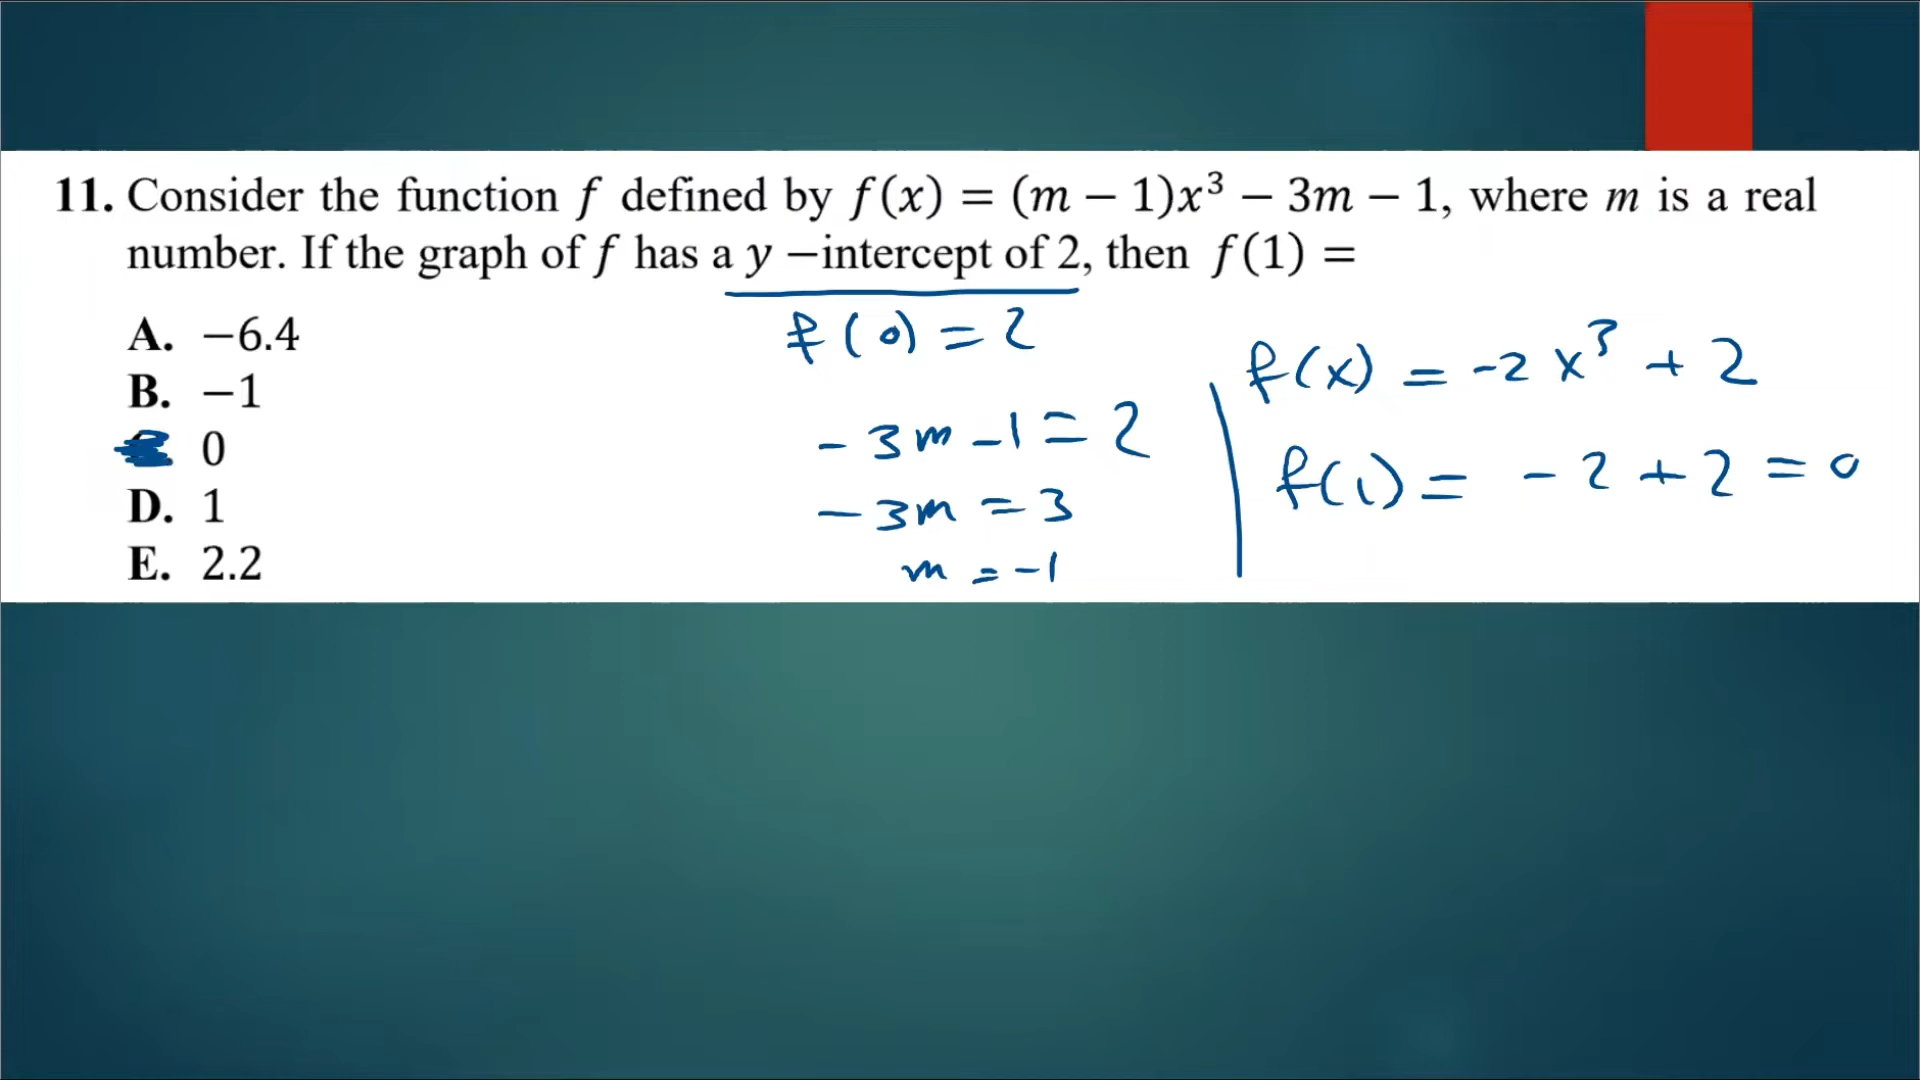 11. Consider the function f defined by f(x) = (m − 1)x³ − 3m − 1, where m is a real
number. If the graph of f has a y −intercept of 2, then f(1) =
A. −6.4
B. −1
0
D. 1
E. 2.2
f(0) = 2
-3m -1 = 2
-3m = 3
m = -1
f(x) = -2x³ + 2
f(1) = -2 + 2 = 0